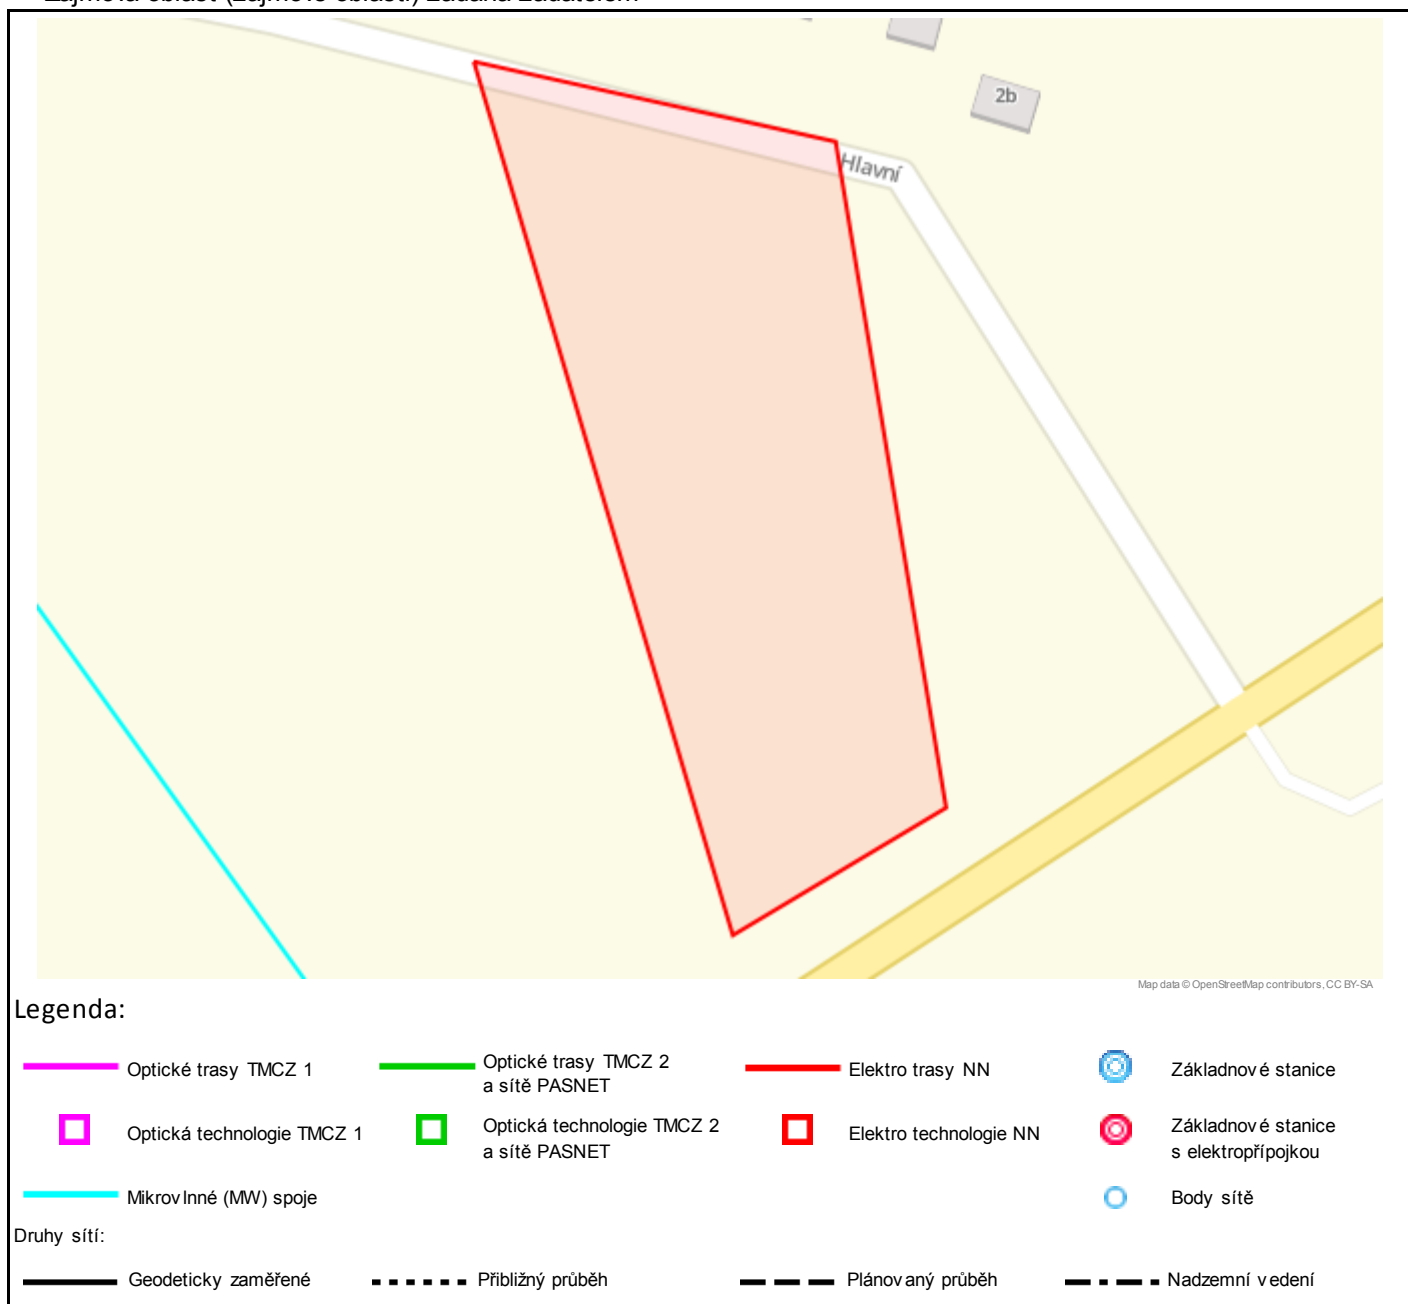 2b
Hlavní
Map data © OpenStreetMap contributors, CC BY-SA
Legenda:
Optické trasy TMCZ 1
Optické trasy TMCZ 2
a sítě PASNET
Elektro trasy NN
Základnové stanice
Optická technologie TMCZ 1
Optická technologie TMCZ 2
a sítě PASNET
Elektro technologie NN
Základnové stanice
s elektropřípojkou
Mikrovlnné (MW) spoje
Body sítě
Druhy sítí:
Geodeticky zaměřené
Přibližný průběh
Plánovaný průběh
Nadzemní vedení